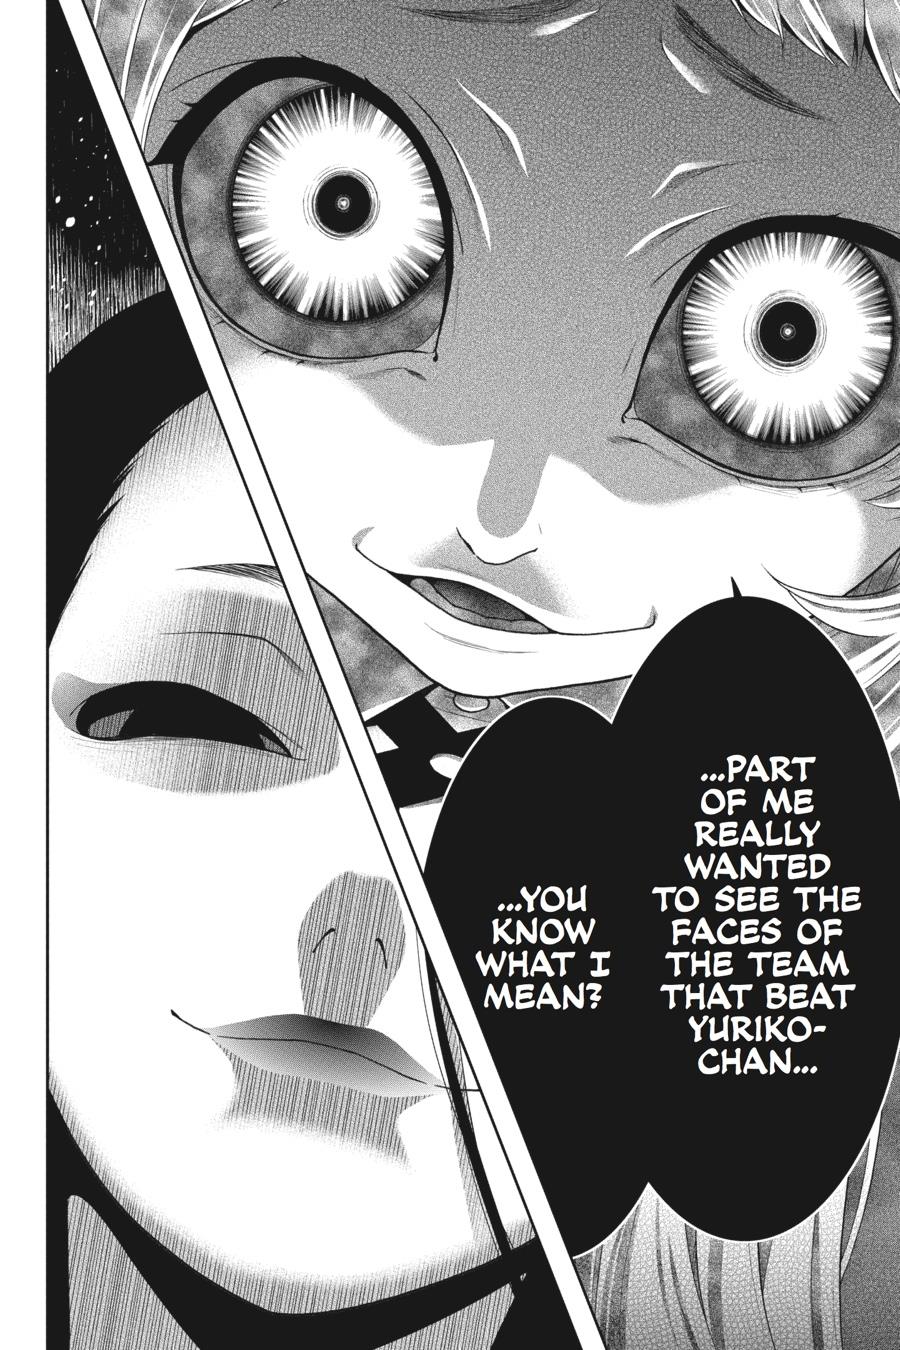 ...PART
OF ME
REALLY
WANTED
TO SEE THE
FACES OF
THE TEAM
THAT BEAT
YURIKO-
CHAN...
...YOU
KNOW
WHAT I
MEAN?